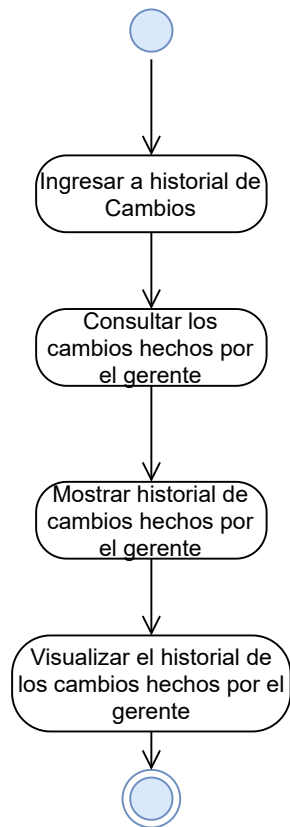 Ingresar a historial de
Cambios
Consultar los
cambios hechos por
el gerente
Mostrar historial de
cambios hechos por
el gerente
Visualizar el historial de
los cambios hechos por el
gerente